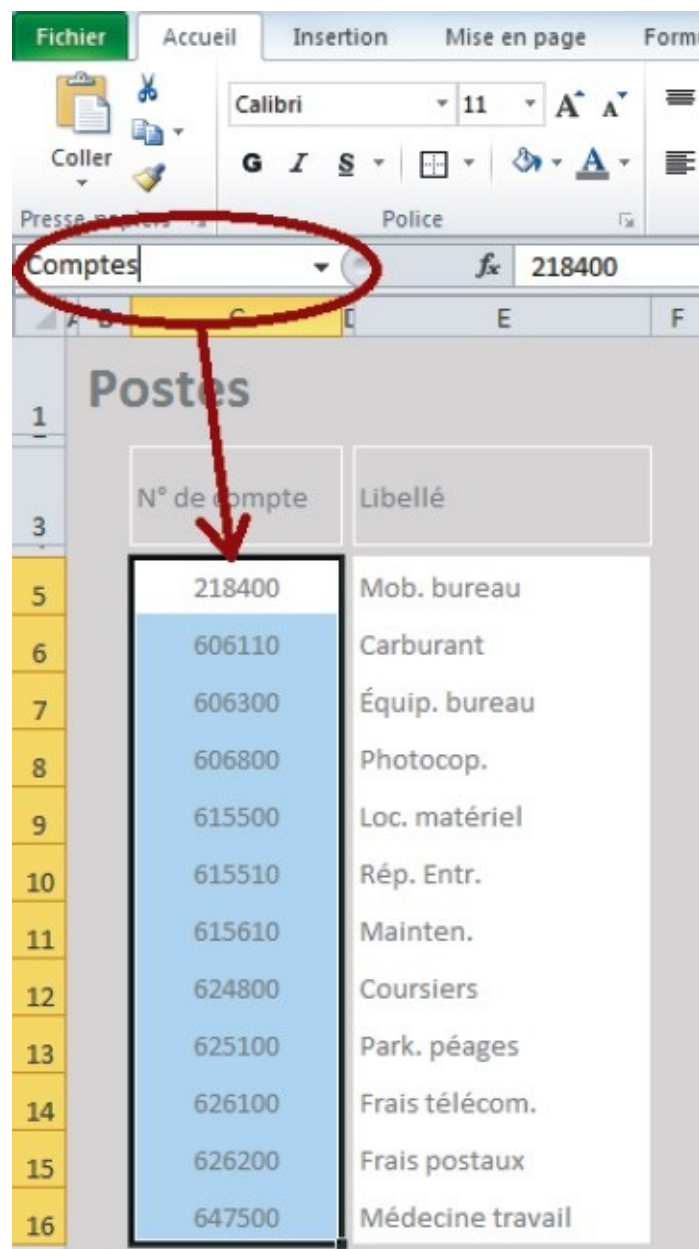 Fichier Accueil Insertion Mise en page Form
Calibri 11 A A
Coller G I S A
Police
Comptes fx 218400
C E F
Postes
1
N° de compte Libellé
3
5 218400 Mob. bureau
6 606110 Carburant
7 606300 Équip. bureau
8 606800 Photocop.
9 615500 Loc. matériel
10 615510 Rép. Entr.
11 615610 Mainten.
12 624800 Coursiers
13 625100 Park. péages
14 626100 Frais télécom.
15 626200 Frais postaux
16 647500 Médecine travail